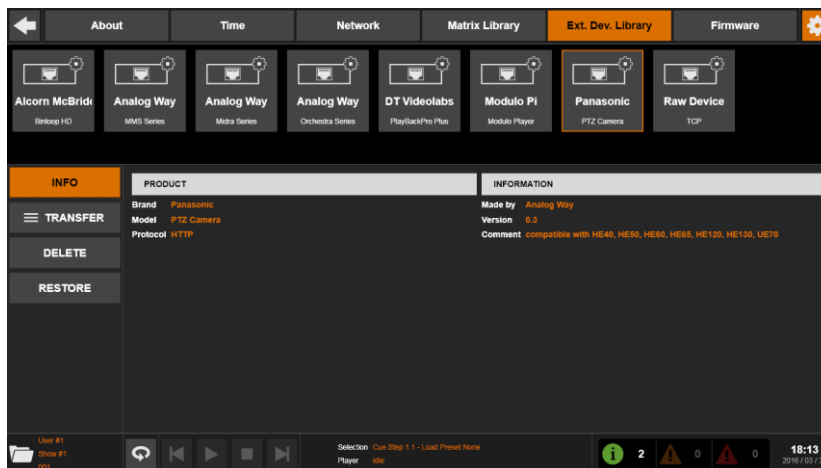 About Time Network Matrix Library Ext. Dev. Library Firmware
Alcorn McBride Analog Way Analog Way Analog Way DT Videolabs Modulo Pi Panasonic Raw Device
Binloop HD MMS Series Midra Series Orchestra Series PlayBackPro Plus Modulo Player PTZ Camera TCP
INFO
TRANSFER
DELETE
RESTORE
PRODUCT
Brand Panasonic
Model PTZ Camera
Protocol HTTP
INFORMATION
Made by Analog Way
Version 0.3
Comment compatible with HE40, HE50, HE60, HE65, HE120, HE130, UE70
User #1
Show #1
001
Selection Cue Step 1.1 - Load Preset None
Player Idle
i 2 0 0
18:13
2016 / 03 /